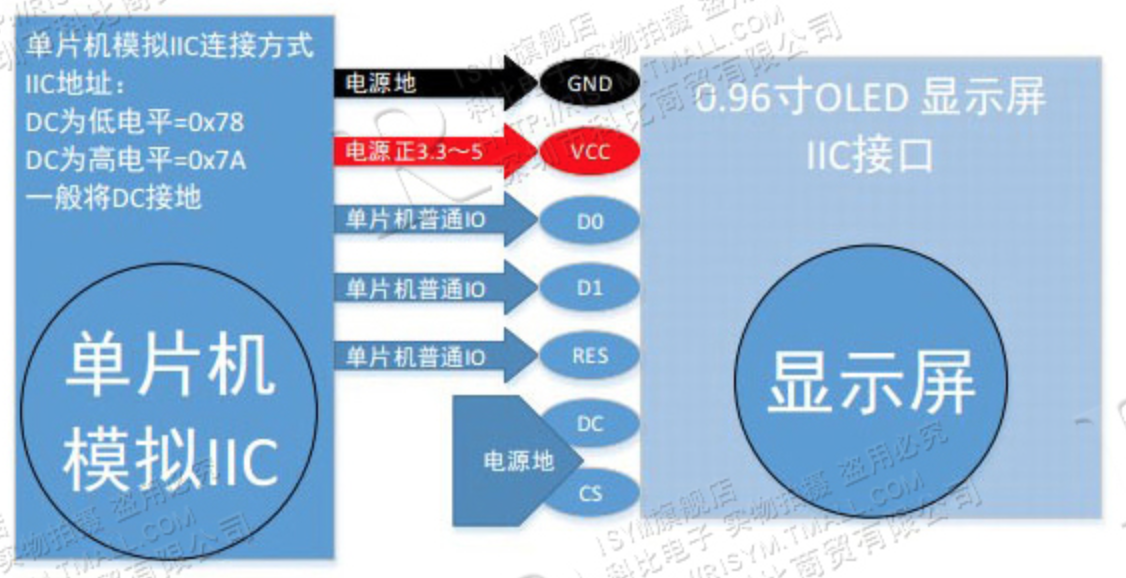 单片机模拟IIC连接方式
IIC地址：
DC为低电平=0x78
DC为高电平=0x7A
一般将DC接地
单片机
模拟IIC
电源地
GND
电源正3.3～5
VCC
单片机普通IO
D0
单片机普通IO
D1
单片机普通IO
RES
DC
电源地
CS
0.96寸OLED 显示屏
IIC接口
显示屏